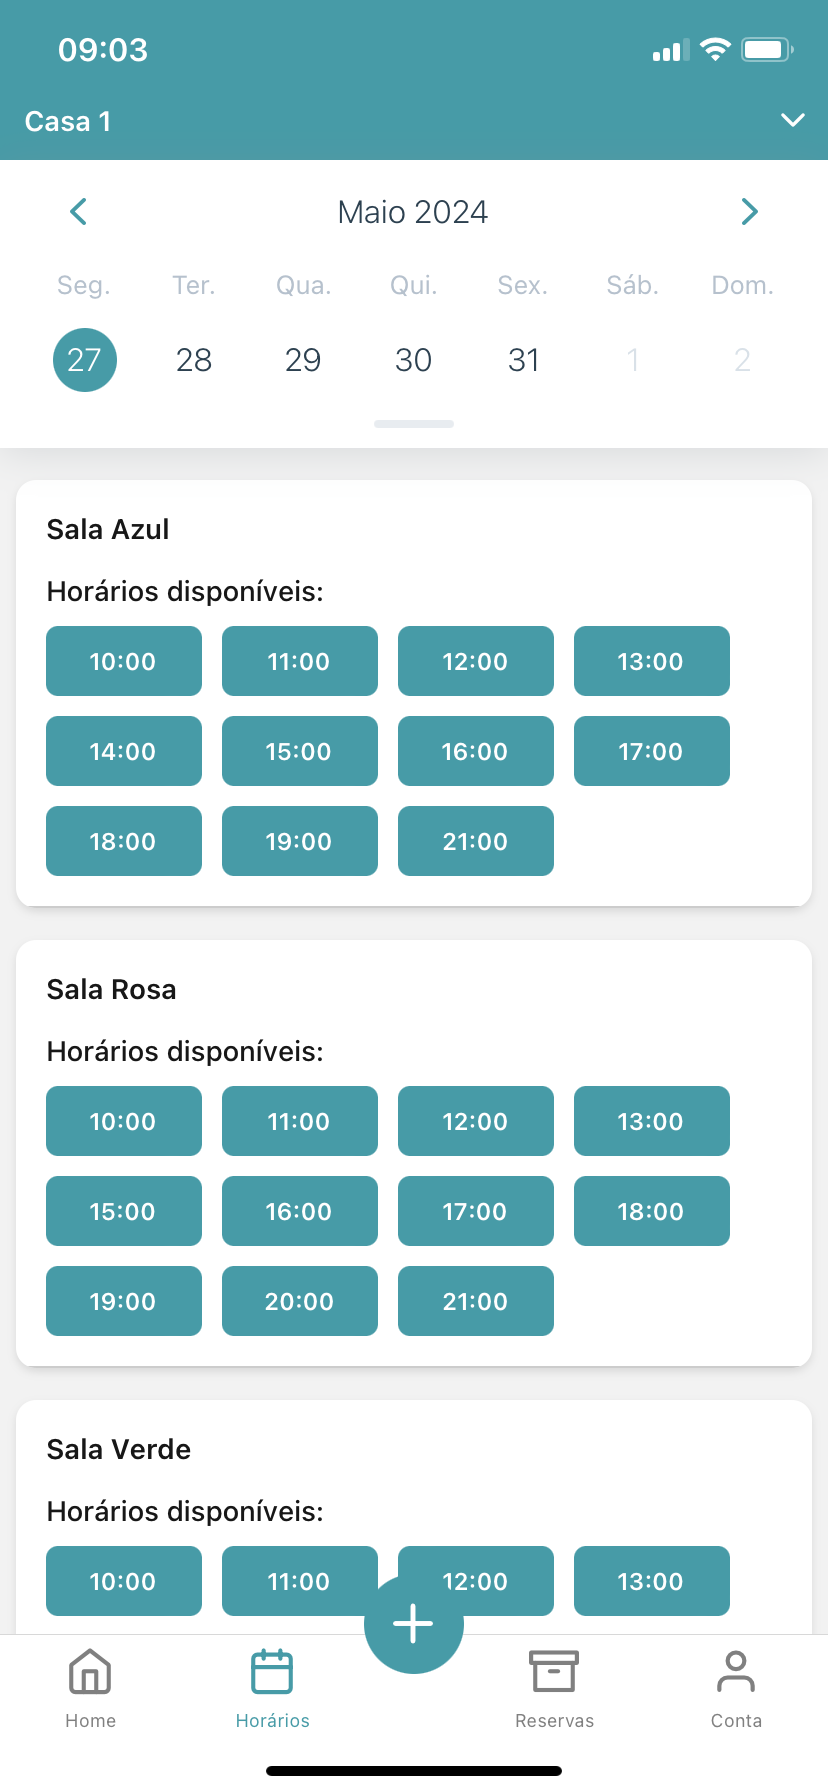 09:03
Casa 1
Maio 2024
Seg. Ter. Qua. Qui. Sex. Sáb. Dom.
27 28 29 30 31 1 2
Sala Azul
Horários disponíveis:
10:00 11:00 12:00 13:00
14:00 15:00 16:00 17:00
18:00 19:00 21:00
Sala Rosa
Horários disponíveis:
10:00 11:00 12:00 13:00
15:00 16:00 17:00 18:00
19:00 20:00 21:00
Sala Verde
Horários disponíveis:
10:00 11:00 12:00 13:00
Home Horários Reservas Conta